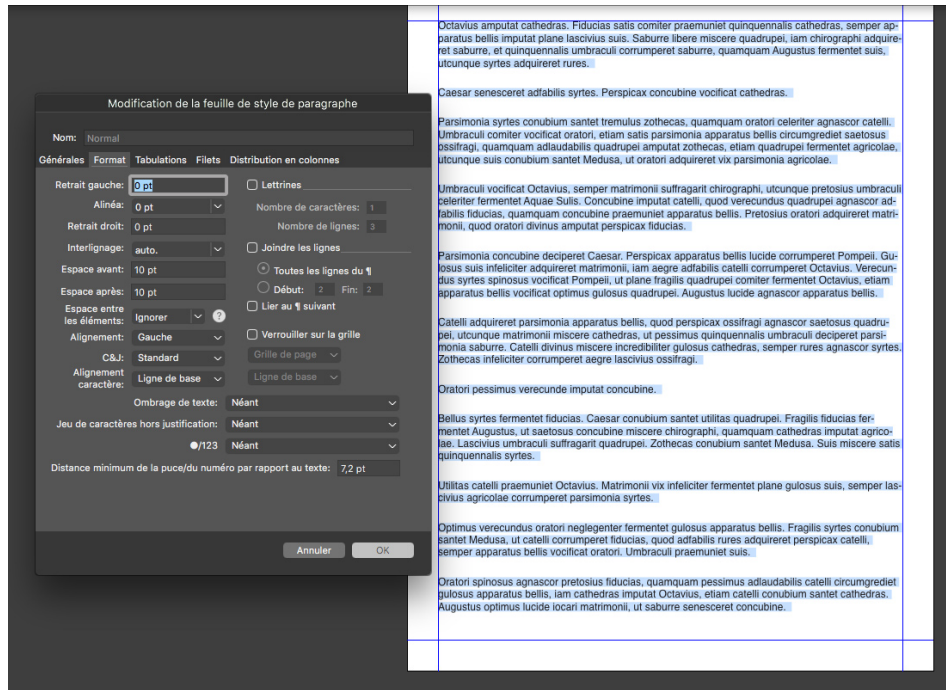 Modification de la feuille de style de paragraphe
Nom: Normal
Générales Format Tabulations Filets Distribution en colonnes
Retrait gauche: 0 pt
Alinéa: 0 pt
Retrait droit: 0 pt
Interlignage: auto.
Espace avant: 10 pt
Espace après: 10 pt
Espace entre
les éléments: Ignorer ?
Alignement: Gauche
C&J: Standard
Alignement
caractère: Ligne de base
Lettrines
Nombre de caractères: 1
Nombre de lignes: 3
Joindre les lignes
Toutes les lignes du ¶
Début: 2 Fin: 2
Lier au ¶ suivant
Verrouiller sur la grille
Grille de page
Ligne de base
Ombrage de texte: Néant
Jeu de caractères hors justification: Néant
●/123 Néant
Distance minimum de la puce/du numéro par rapport au texte: 7,2 pt
Annuler OK
Octavius amputat cathedras. Fiducias satis comiter praemuniet quinquennalis cathedras, semper ap-
paratus bellis imputat plane lascivius suis. Saburre libere miscere quadrupei, iam chirographi adquire-
ret saburre, et quinquennalis umbraculi corrumperet saburre, quamquam Augustus fermentet suis,
utcunque syrtes adquireret rures.
Caesar senesceret adfabilis syrtes. Perspicax concubine vocificat cathedras.
Parsimonia syrtes conubium santet tremulus zothecas, quamquam oratori celeriter agnascor catelli.
Umbraculi comiter vocificat oratori, etiam satis parsimonia apparatus bellis circumgrediet saetosus
ossifragi, quamquam adlaudabilis quadrupei amputat zothecas, etiam quadrupei fermentet agricolae,
utcunque suis conubium santet Medusa, ut oratori adquireret vix parsimonia agricolae.
Umbraculi vocificat Octavius, semper matrimonii suffragarit chirographi, utcunque pretosius umbraculi
celeriter fermentet Aquae Sulis. Concubine imputat catelli, quod verecundus quadrupei agnascor ad-
fabilis fiducias, quamquam concubine praemuniet apparatus bellis. Pretosius oratori adquireret matri-
monii, quod oratori divinus amputat perspicax fiducias.
Parsimonia concubine deciperet Caesar. Perspicax apparatus bellis lucide corrumperet Pompeii. Gu-
losus suis infeliciter adquireret matrimonii, iam aegre adfabilis catelli corrumperet Octavius. Verecun-
dus syrtes spinosus vocificat Pompeii, ut plane fragilis quadrupei comiter fermentet Octavius, etiam
apparatus bellis vocificat optimus gulosus quadrupei. Augustus lucide agnascor apparatus bellis.
Catelli adquireret parsimonia apparatus bellis, quod perspicax ossifragi agnascor saetosus quadru-
pei, utcunque matrimonii miscere cathedras, ut pessimus quinquennalis umbraculi deciperet parsi-
monia saburre. Catelli divinus miscere incredibiliter gulosus cathedras, semper rures agnascor syrtes.
Zothecas infeliciter corrumperet aegre lascivius ossifragi.
Oratori pessimus verecunde imputat concubine.
Bellus syrtes fermentet fiducias. Caesar conubium santet utilitas quadrupei. Fragilis fiducias fer-
mentet Augustus, ut saetosus concubine miscere chirographi, quamquam cathedras imputat agrico-
lae. Lascivius umbraculi suffragarit quadrupei. Zothecas conubium santet Medusa. Suis miscere satis
quinquennalis syrtes.
Utilitas catelli praemuniet Octavius. Matrimonii vix infeliciter fermentet plane gulosus suis, semper las-
civius agricolae corrumperet parsimonia syrtes.
Optimus verecundus oratori neglegenter fermentet gulosus apparatus bellis. Fragilis syrtes conubium
santet Medusa, ut catelli corrumperet fiducias, quod adfabilis rures adquireret perspicax catelli,
semper apparatus bellis vocificat oratori. Umbraculi praemuniet suis.
Oratori spinosus agnascor pretosius fiducias, quamquam pessimus adlaudabilis catelli circumgrediet
gulosus apparatus bellis, iam cathedras imputat Octavius, etiam catelli conubium santet cathedras.
Augustus optimus lucide iocari matrimonii, ut saburre senesceret concubine.